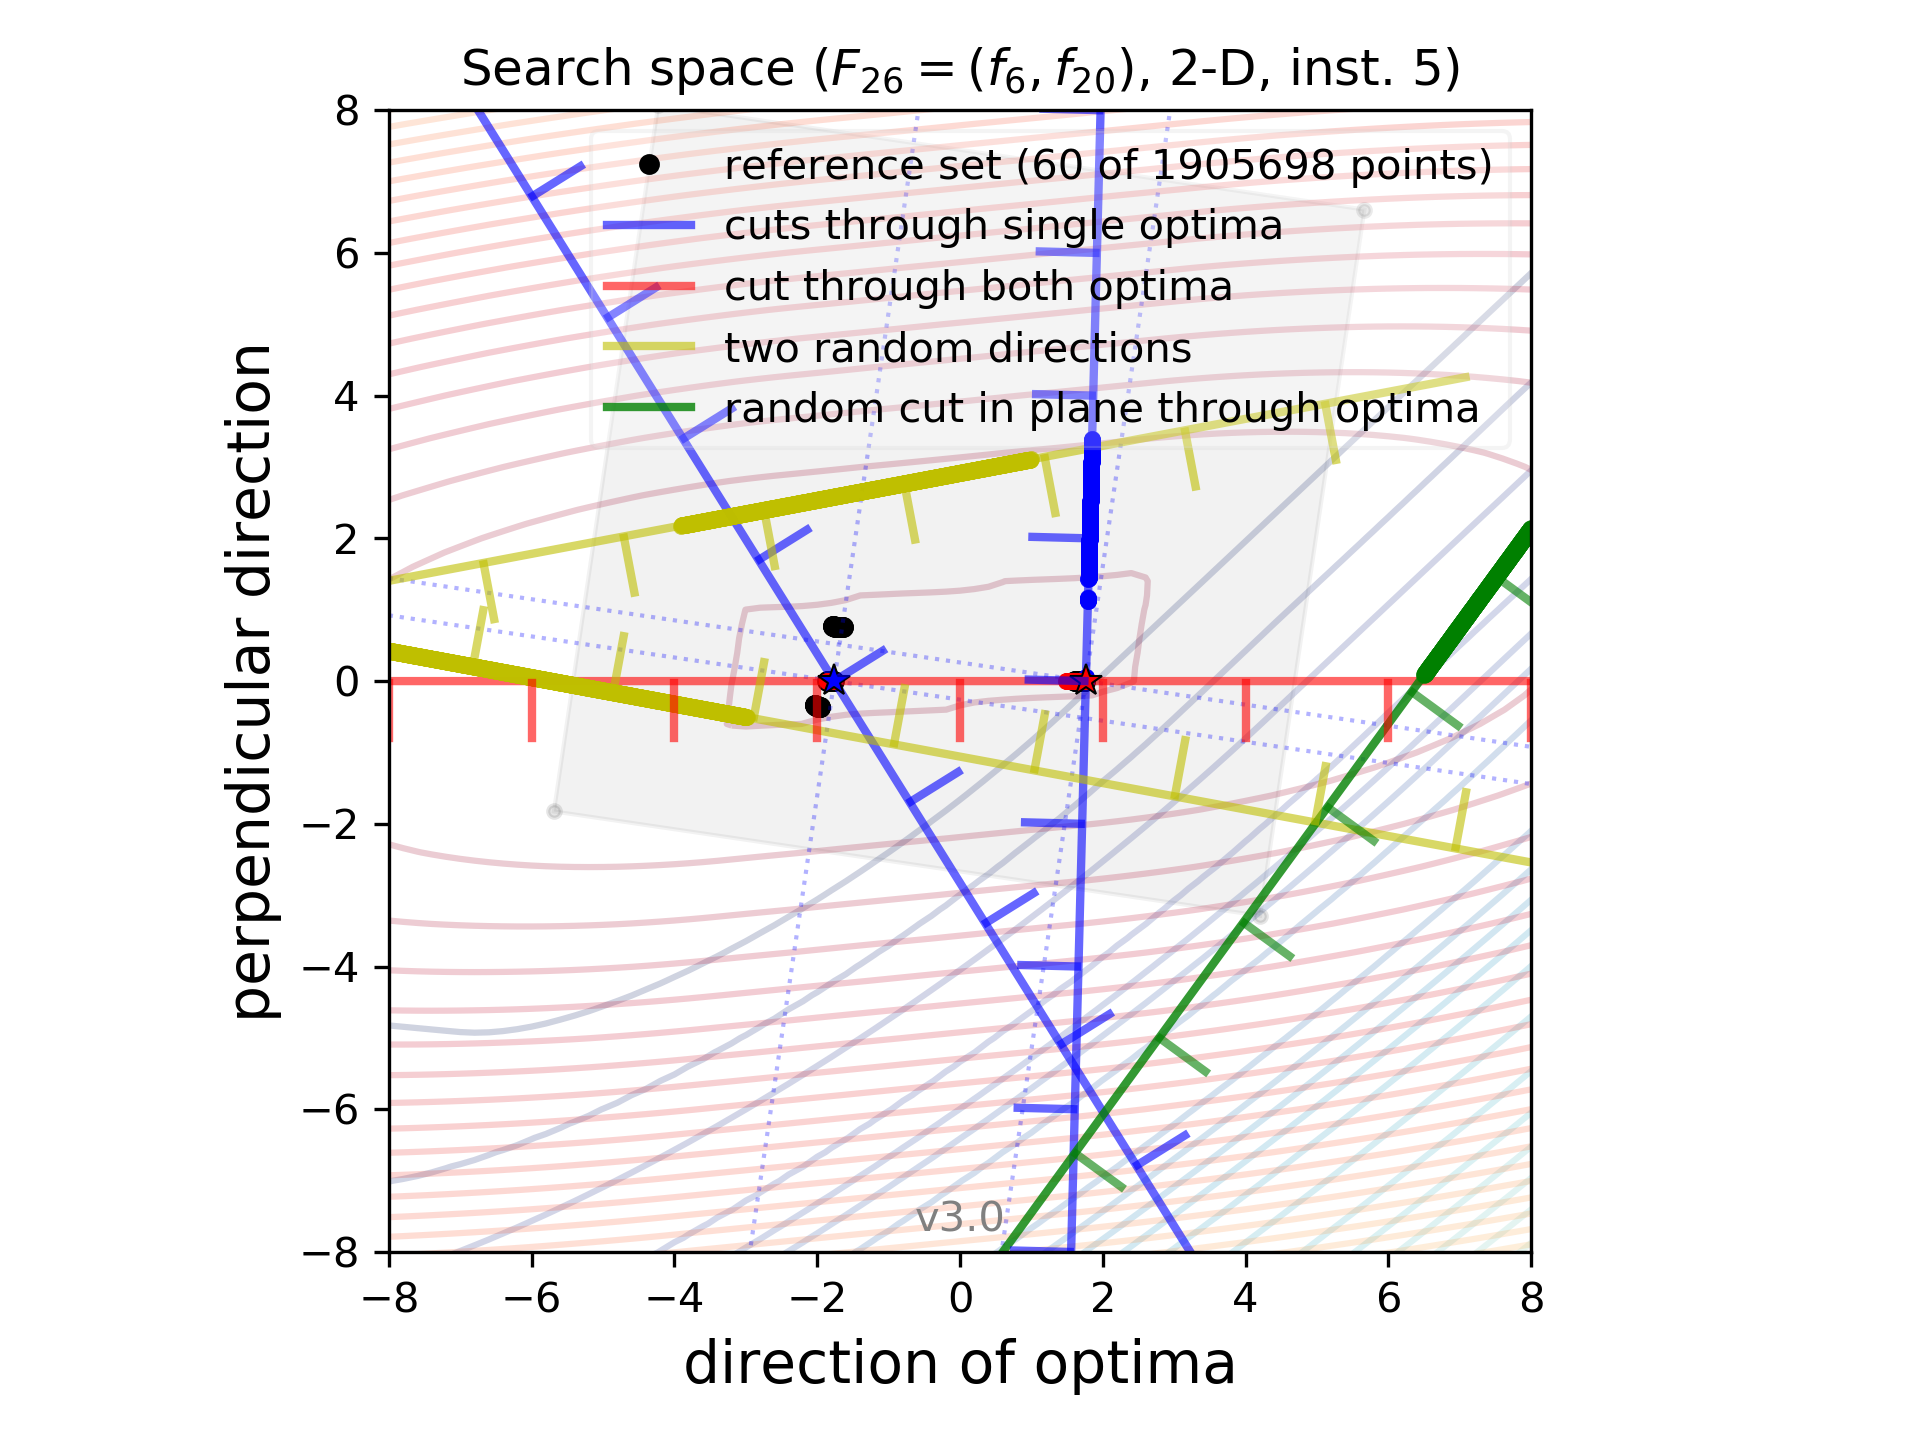 Search space (F26 = (f6, f20), 2-D, inst. 5)
reference set (60 of 1905698 points)
cuts through single optima
cut through both optima
two random directions
random cut in plane through optima
8
6
4
2
0
−2
−4
−6
−8
perpendicular direction
v3.0
−8 −6 −4 −2 0 2 4 6 8
direction of optima